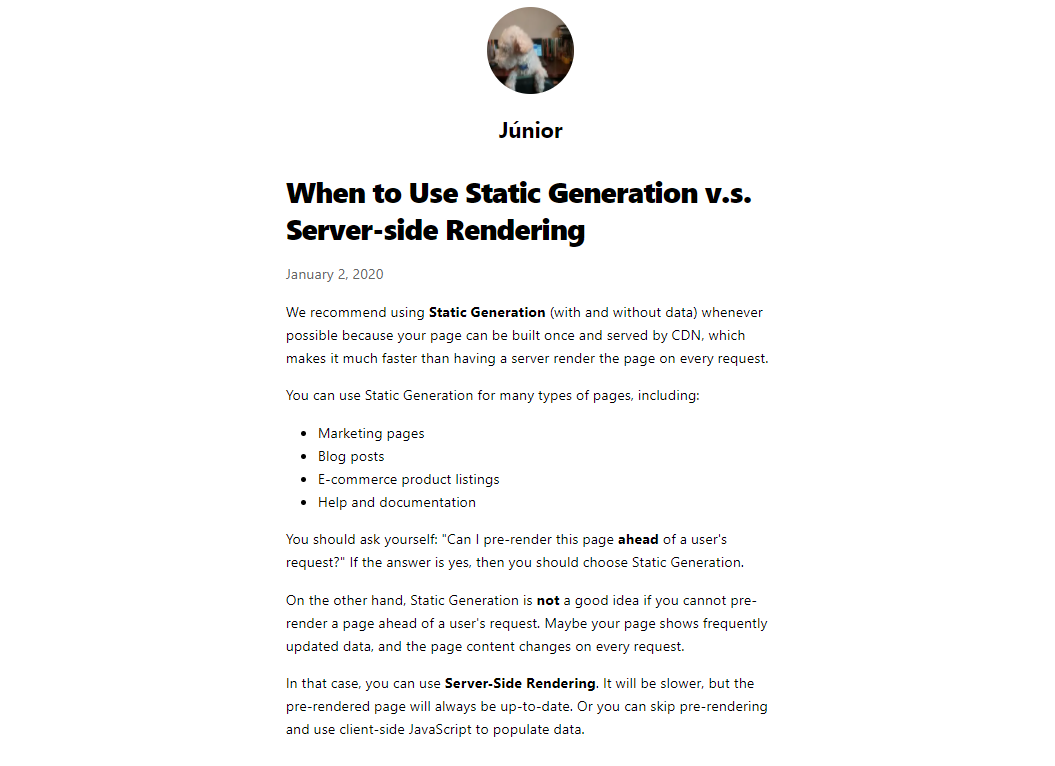 Júnior
When to Use Static Generation v.s.
Server-side Rendering
January 2, 2020
We recommend using Static Generation (with and without data) whenever
possible because your page can be built once and served by CDN, which
makes it much faster than having a server render the page on every request.
You can use Static Generation for many types of pages, including:
• Marketing pages
• Blog posts
• E-commerce product listings
• Help and documentation
You should ask yourself: "Can I pre-render this page ahead of a user's
request?" If the answer is yes, then you should choose Static Generation.
On the other hand, Static Generation is not a good idea if you cannot pre-
render a page ahead of a user's request. Maybe your page shows frequently
updated data, and the page content changes on every request.
In that case, you can use Server-Side Rendering. It will be slower, but the
pre-rendered page will always be up-to-date. Or you can skip pre-rendering
and use client-side JavaScript to populate data.